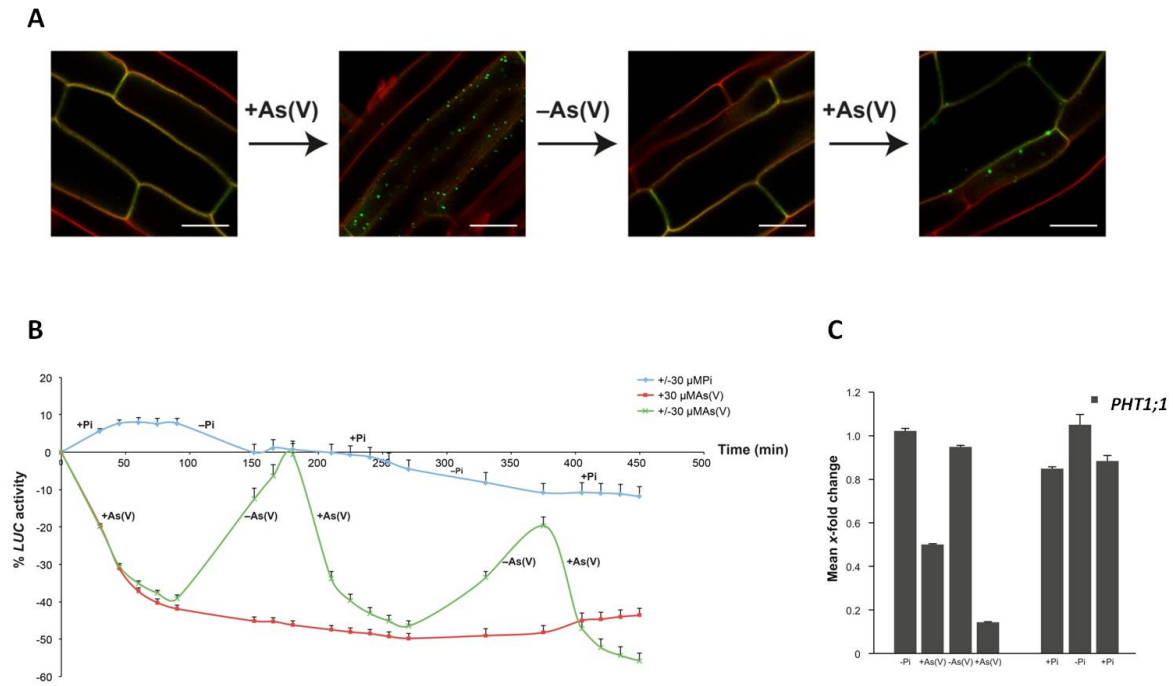 A
+As(V)
–As(V)
+As(V)
B
20
10
0
-10
-20
-30
-40
-50
-60
% LUC activity
0
50
100
150
200
250
300
350
400
450
500
Time (min)
+Pi
–Pi
+Pi
–Pi
+Pi
+As(V)
–As(V)
+As(V)
–As(V)
+As(V)
+/-30 µMPi
+30 µMAs(V)
+/-30 µMAs(V)
C
PHT1;1
Mean x-fold change
1.2
1.0
0.8
0.6
0.4
0.2
0
-Pi +As(V) -As(V) +As(V) +Pi -Pi +Pi